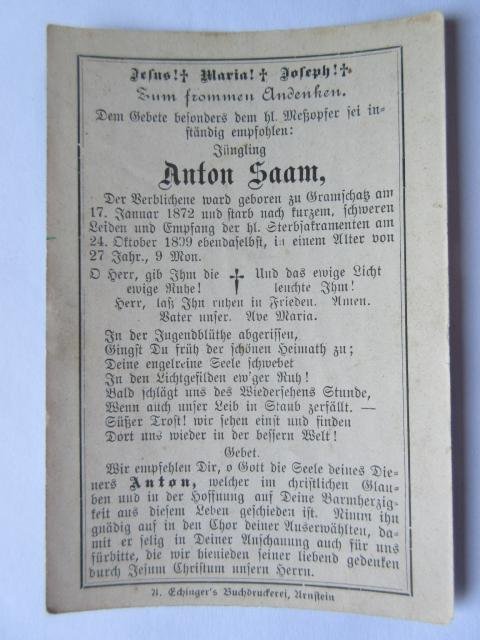 Jesus!† Maria!† Joseph!†
Zum frommen Andenken.
Dem Gebete besonders dem hl. Meßopfer sei in-
ständig empfohlen:
Jüngling
Anton Saam,
Der Verblichene ward geboren zu Gramschatz am
17. Januar 1872 und starb nach kurzem, schweren
Leiden und Empfang der hl. Sterbsakramenten am
24. Oktober 1899 ebendaselbst, in einem Alter von
27 Jahr., 9 Mon.
O Herr, gib Ihm die † Und das ewige Licht
ewige Ruhe! leuchte Ihm!
Herr, laß Ihn ruhen in Frieden. Amen.
Vater unser. Ave Maria.
In der Jugendblüthe abgerissen,
Gingst Du früh der schönen Heimath zu;
Deine engelreine Seele schwebet
In den Lichtgefilden ew'ger Ruh!
Bald schlägt uns des Wiedersehens Stunde,
Wenn auch unser Leib in Staub zerfällt. —
Süßer Trost! wir sehen einst und finden
Dort uns wieder in der bessern Welt!
Gebet.
Wir empfehlen Dir, o Gott die Seele deines Die-
ners Anton, welcher im christlichen Glau-
ben und in der Hoffnung auf Deine Barmherzig-
keit aus diesem Leben geschieden ist. Nimm ihn
gnädig auf in den Chor deiner Auserwählten, da-
mit er selig in Deiner Anschauung auch für uns
fürbitte, die wir hienieden seiner liebend gedenken
durch Jesum Christum unsern Herrn.
A. Echinger's Buchdruckerei, Arnstein